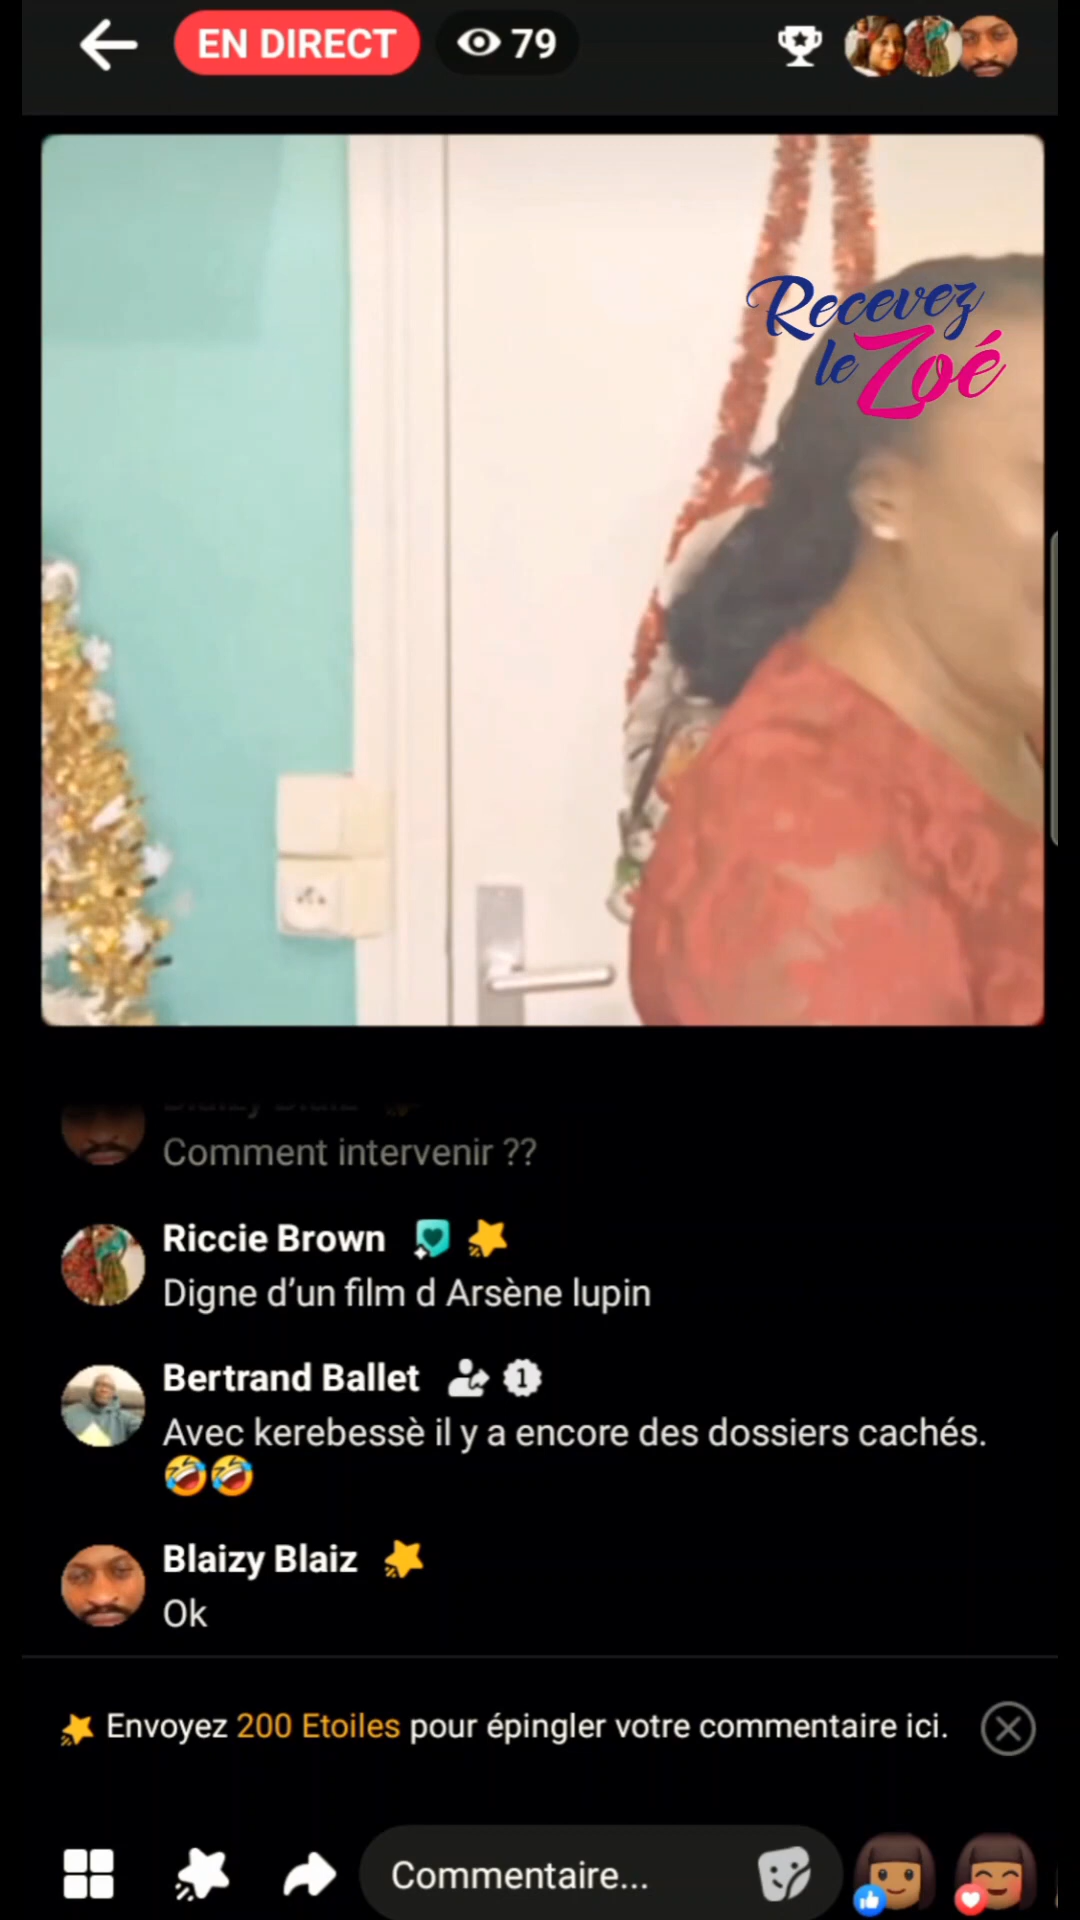 EN DIRECT
79
Recevez
le Zoé
Comment intervenir ??
Riccie Brown
Digne d’un film d Arsène lupin
Bertrand Ballet
1
Avec kerebessè il y a encore des dossiers cachés.
🤣🤣
Blaizy Blaiz
Ok
Envoyez 200 Etoiles pour épingler votre commentaire ici.
Commentaire...